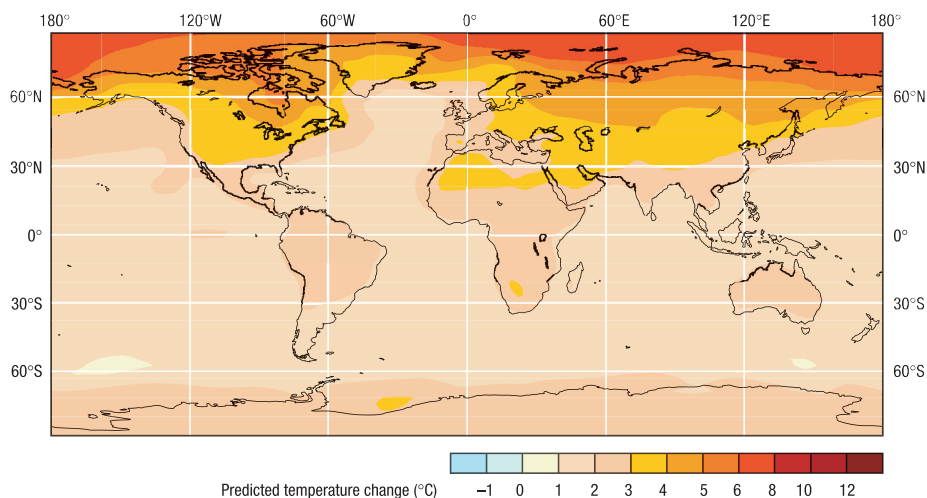 180° 120°W 60°W 0° 60°E 120°E 180°
60°N 60°N
30°N 30°N
0° 0°
30°S 30°S
60°S 60°S
Predicted temperature change (°C) –1 0 1 2 3 4 5 6 8 10 12